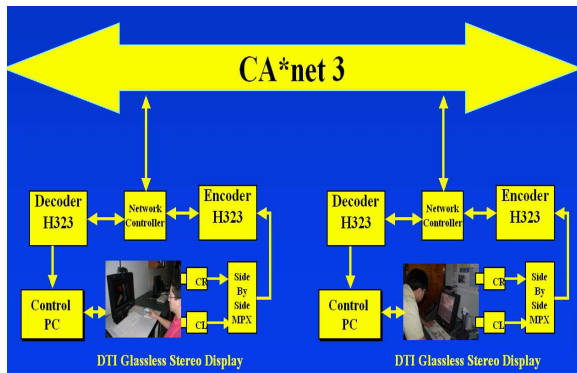 CA*net 3
Decoder
H323
Network
Controller
Encoder
H323
Control
PC
CR
CL
Side
By
Side
MPX
DTI Glassless Stereo Display
Decoder
H323
Network
Controller
Encoder
H323
Control
PC
CR
CL
Side
By
Side
MPX
DTI Glassless Stereo Display